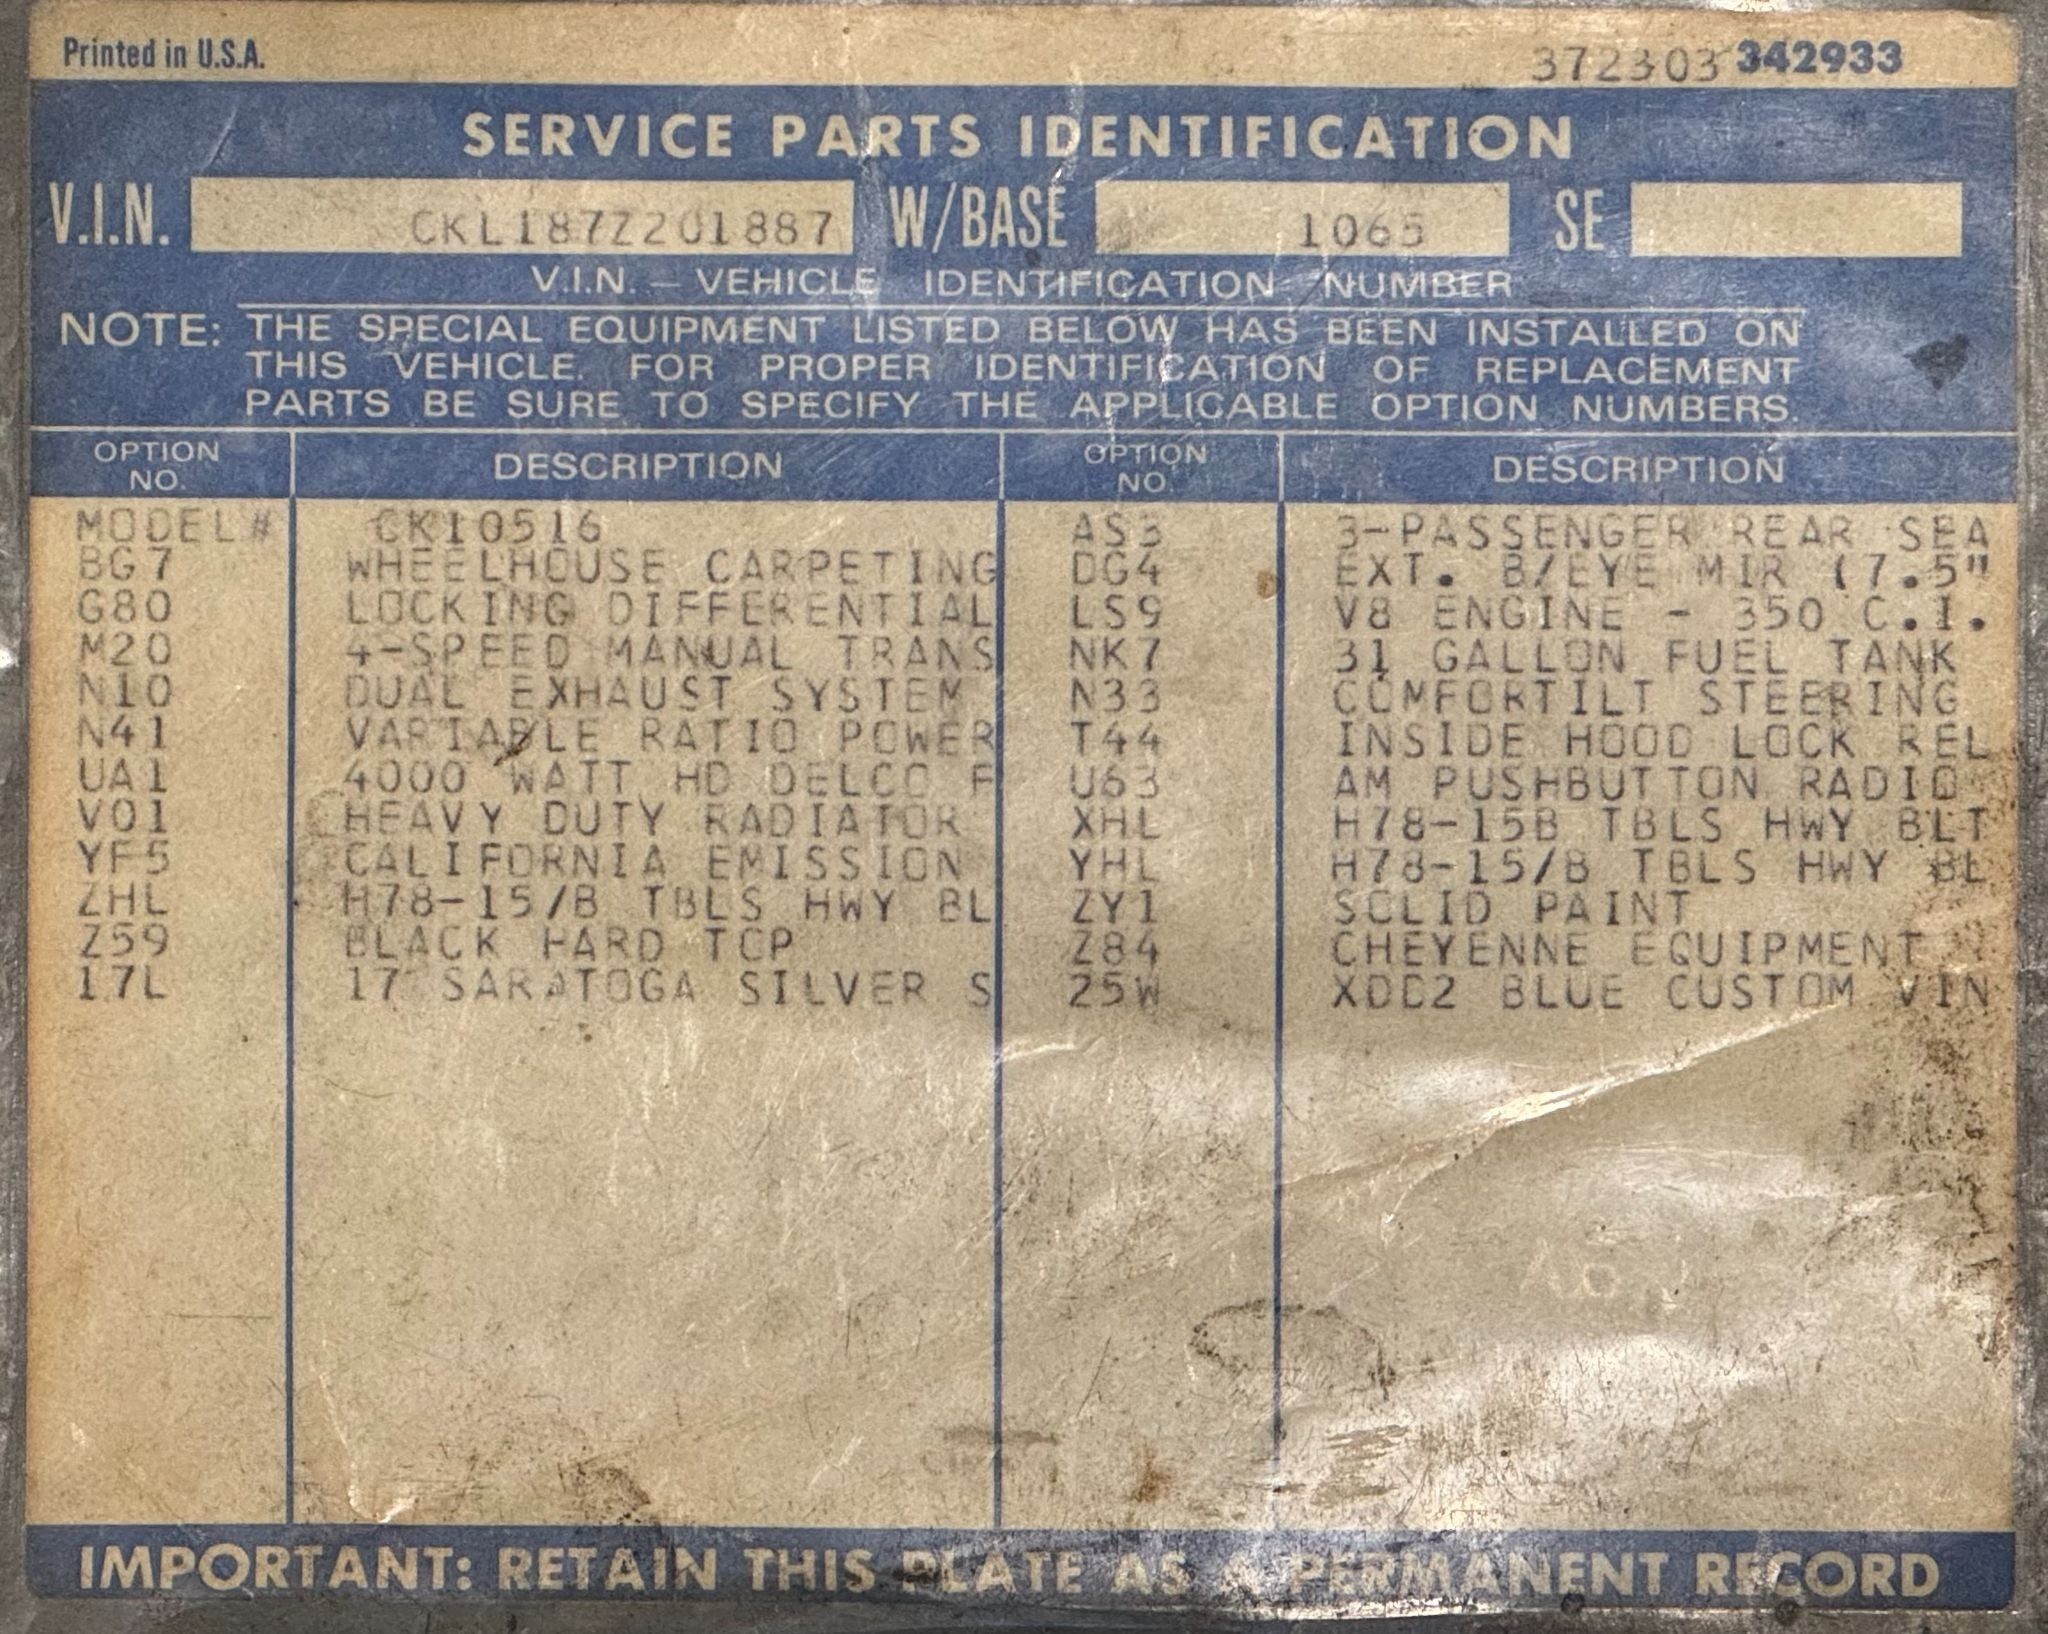 Printed in U.S.A.
372303 342933
SERVICE PARTS IDENTIFICATION
V.I.N. CKL187Z201887 W/BASE 1065 SE
V.I.N. — VEHICLE IDENTIFICATION NUMBER
NOTE: THE SPECIAL EQUIPMENT LISTED BELOW HAS BEEN INSTALLED ON
THIS VEHICLE. FOR PROPER IDENTIFICATION OF REPLACEMENT
PARTS BE SURE TO SPECIFY THE APPLICABLE OPTION NUMBERS.
OPTION NO. DESCRIPTION OPTION NO. DESCRIPTION
MODEL# CK10516 AS3 3-PASSENGER REAR SEA
BG7 WHEELHOUSE CARPETING DG4 EXT. B/EYE MIR (7.5"
G80 LOCKING DIFFERENTIAL LS9 V8 ENGINE - 350 C.I.
M20 4-SPEED MANUAL TRANS NK7 31 GALLON FUEL TANK
N10 DUAL EXHAUST SYSTEM N33 COMFORTILT STEERING
N41 VARIABLE RATIO POWER T44 INSIDE HOOD LOCK REL
UA1 4000 WATT HD DELCO F U63 AM PUSHBUTTON RADIO
V01 HEAVY DUTY RADIATOR XHL H78-15B TBLS HWY BLT
YF5 CALIFORNIA EMISSION YHL H78-15/B TBLS HWY BL
ZHL H78-15/B TBLS HWY BL ZY1 SOLID PAINT
Z59 BLACK HARD TOP Z84 CHEYENNE EQUIPMENT
17L 17 SARATOGA SILVER S 25W XDD2 BLUE CUSTOM VIN
IMPORTANT: RETAIN THIS PLATE AS A PERMANENT RECORD